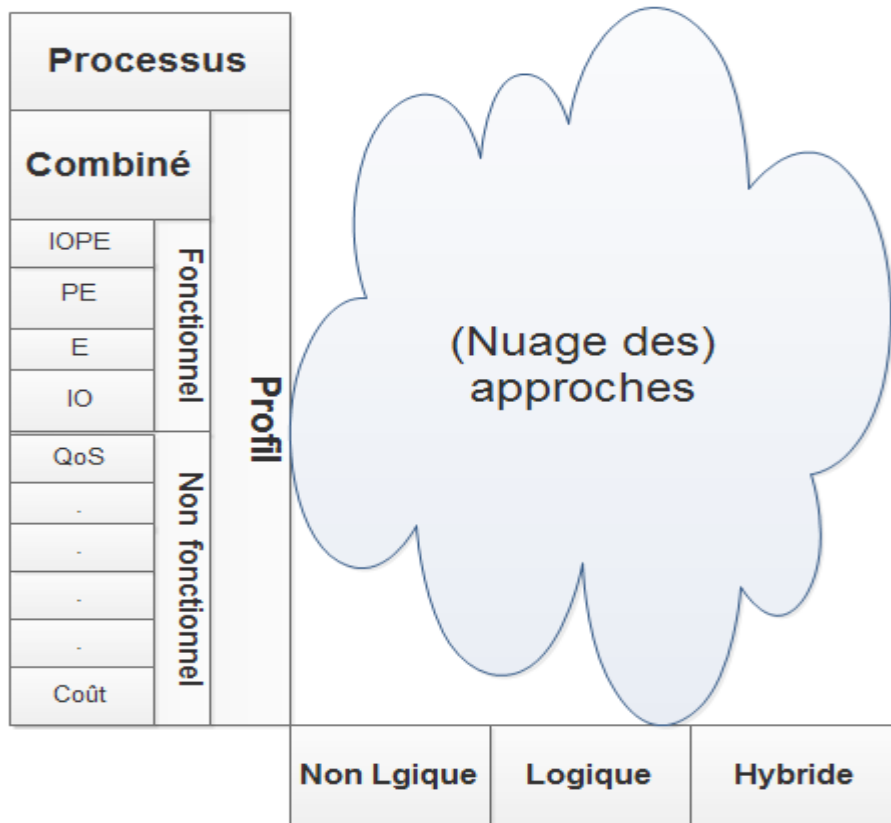 Processus
Combiné
IOPE
PE
E
IO
Fonctionnel
QoS
.
.
.
.
Coût
Non fonctionnel
Profil
(Nuage des)
approches
Non Lgique
Logique
Hybride